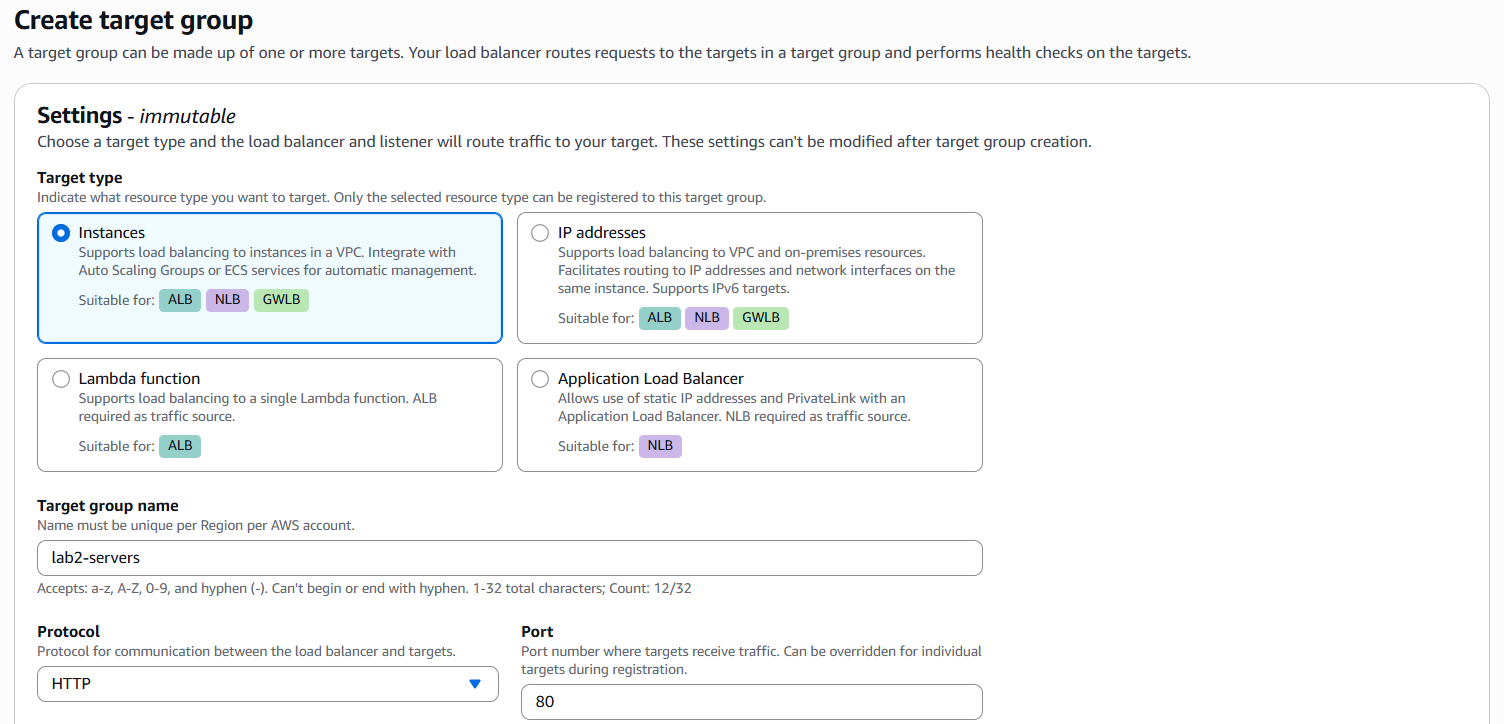 Create target group
A target group can be made up of one or more targets. Your load balancer routes requests to the targets in a target group and performs health checks on the targets.
Settings - immutable
Choose a target type and the load balancer and listener will route traffic to your target. These settings can't be modified after target group creation.
Target type
Indicate what resource type you want to target. Only the selected resource type can be registered to this target group.
Instances
Supports load balancing to instances in a VPC. Integrate with
Auto Scaling Groups or ECS services for automatic management.
Suitable for: ALB NLB GWLB
IP addresses
Supports load balancing to VPC and on-premises resources.
Facilitates routing to IP addresses and network interfaces on the
same instance. Supports IPv6 targets.
Suitable for: ALB NLB GWLB
Lambda function
Supports load balancing to a single Lambda function. ALB
required as traffic source.
Suitable for: ALB
Application Load Balancer
Allows use of static IP addresses and PrivateLink with an
Application Load Balancer. NLB required as traffic source.
Suitable for: NLB
Target group name
Name must be unique per Region per AWS account.
lab2-servers
Accepts: a-z, A-Z, 0-9, and hyphen (-). Can't begin or end with hyphen. 1-32 total characters; Count: 12/32
Protocol
Protocol for communication between the load balancer and targets.
HTTP
Port
Port number where targets receive traffic. Can be overridden for individual
targets during registration.
80